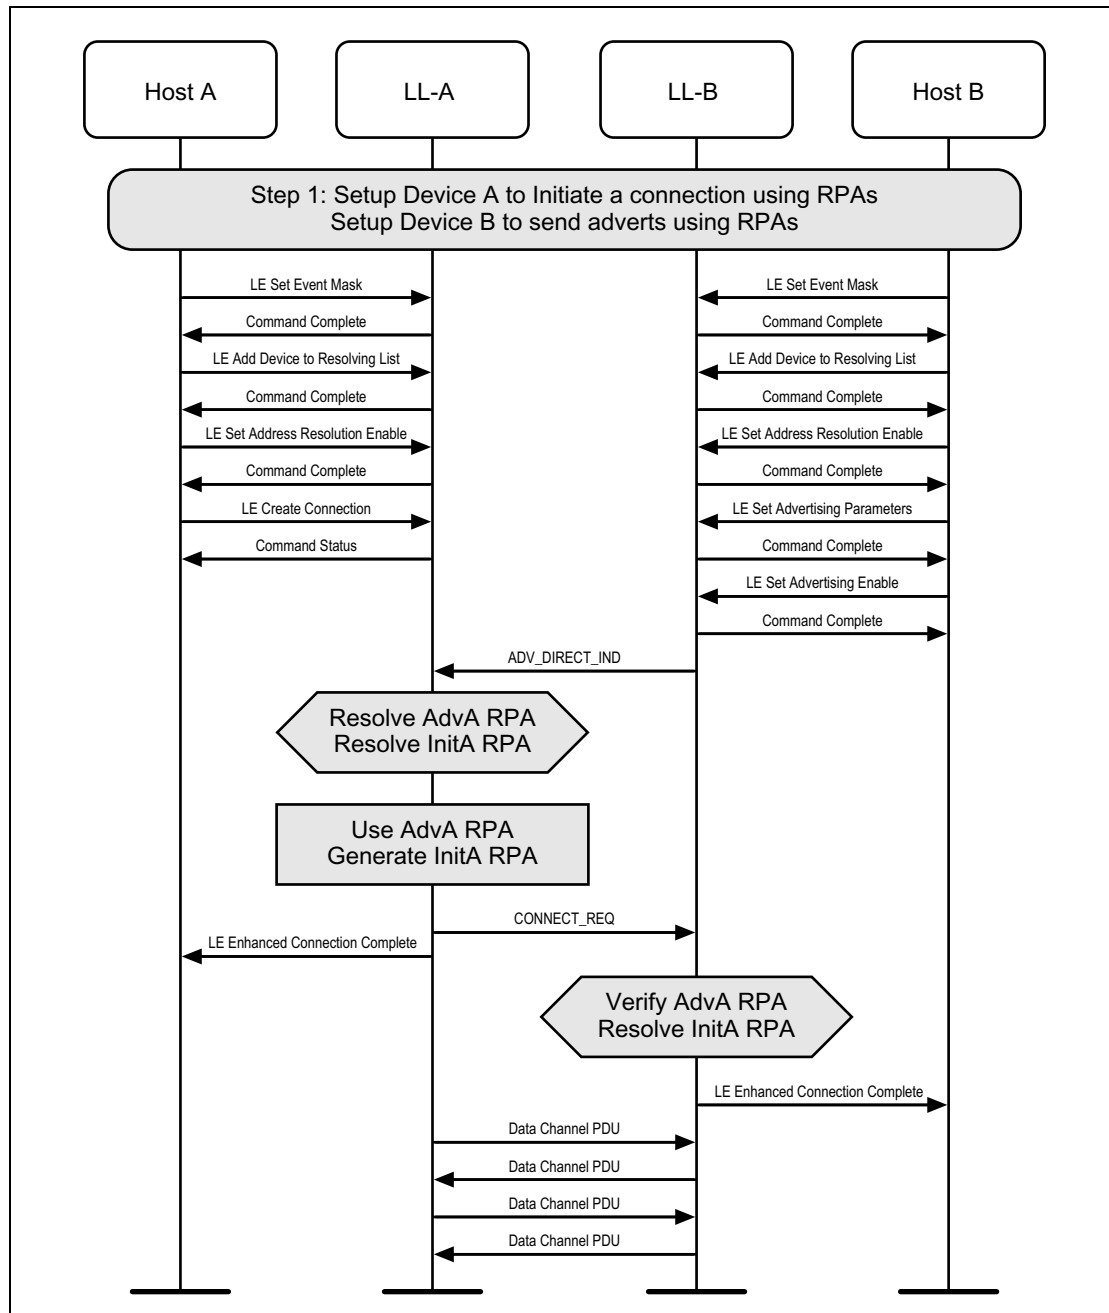 Host A
LL-A
LL-B
Host B
Step 1: Setup Device A to Initiate a connection using RPAs
Setup Device B to send adverts using RPAs
LE Set Event Mask
LE Set Event Mask
Command Complete
Command Complete
LE Add Device to Resolving List
LE Add Device to Resolving List
Command Complete
Command Complete
LE Set Address Resolution Enable
LE Set Address Resolution Enable
Command Complete
Command Complete
LE Create Connection
LE Set Advertising Parameters
Command Status
Command Complete
LE Set Advertising Enable
Command Complete
ADV_DIRECT_IND
Resolve AdvA RPA
Resolve InitA RPA
Use AdvA RPA
Generate InitA RPA
CONNECT_REQ
LE Enhanced Connection Complete
Verify AdvA RPA
Resolve InitA RPA
LE Enhanced Connection Complete
Data Channel PDU
Data Channel PDU
Data Channel PDU
Data Channel PDU